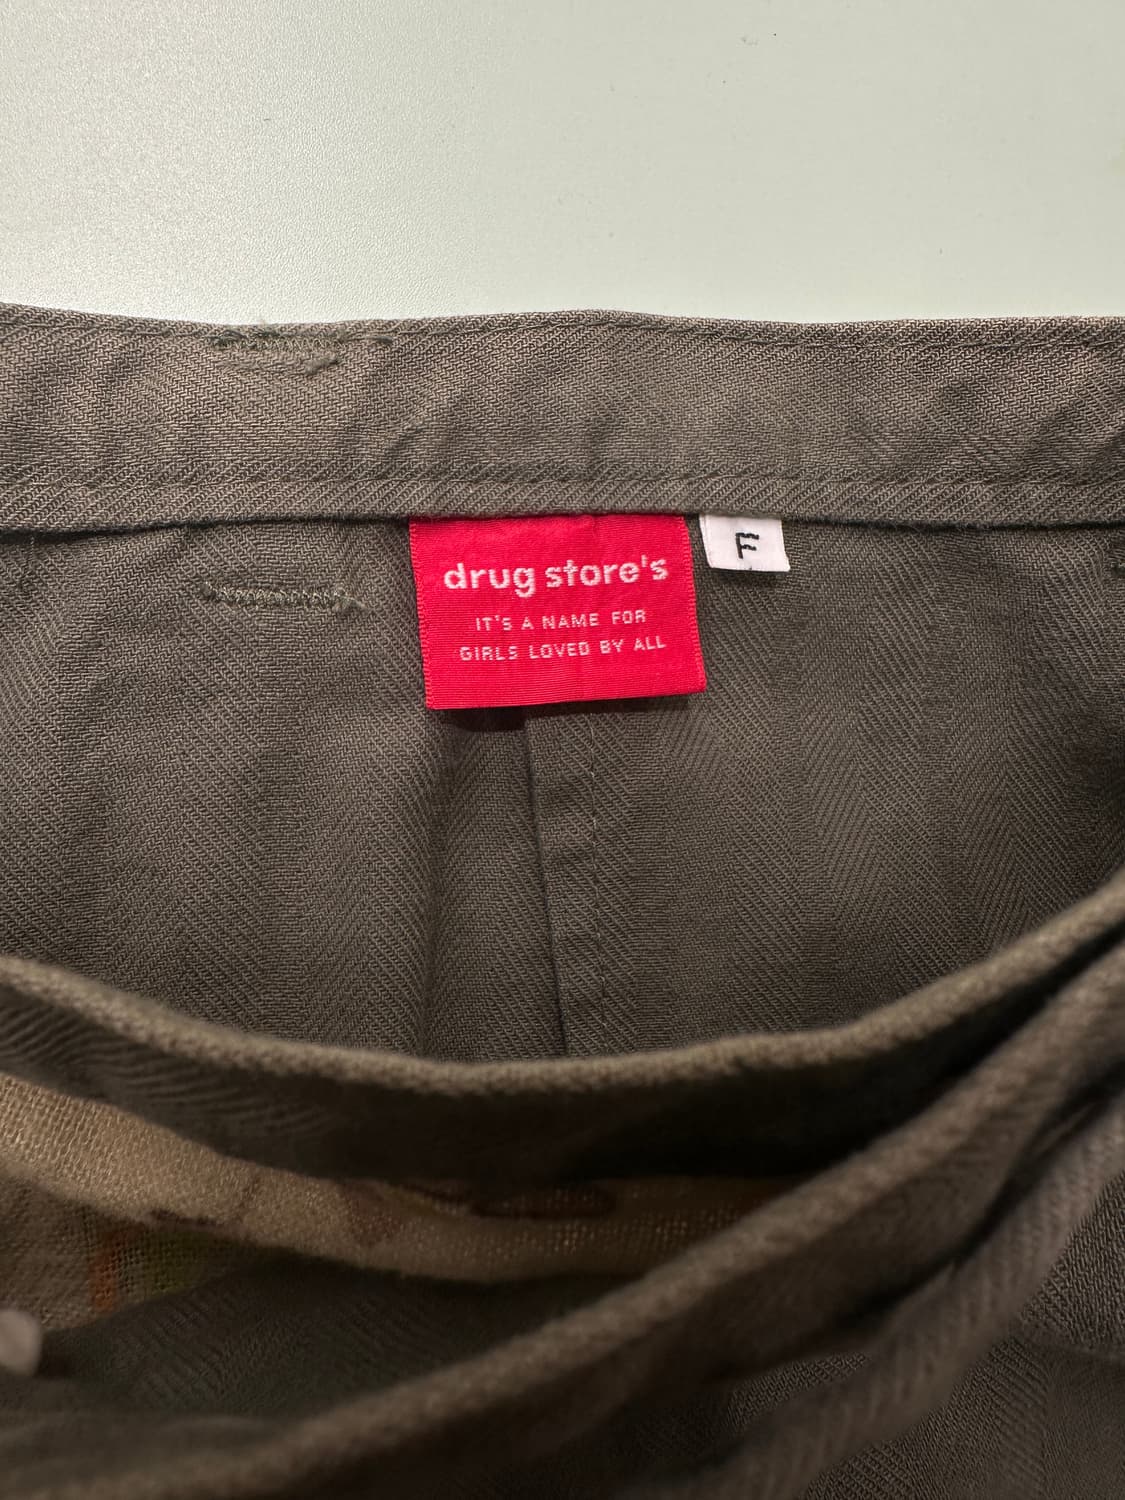 drug store's
IT'S A NAME FOR
GIRLS LOVED BY ALL
F